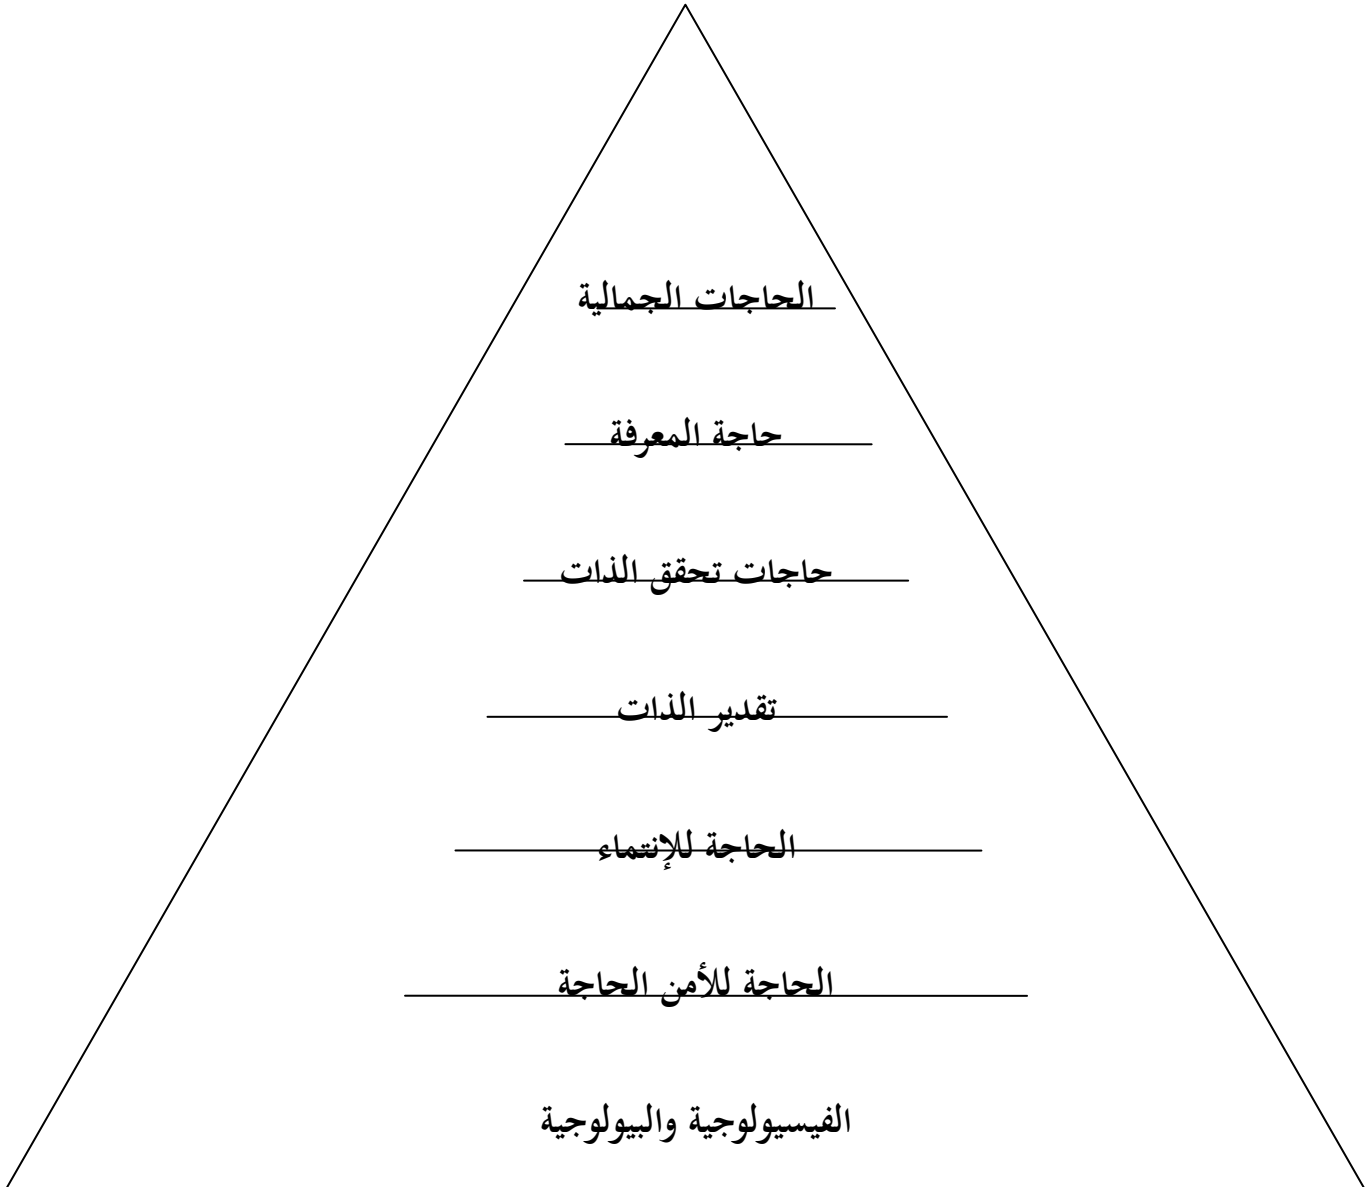 الحاجات الجمالية
حاجة المعرفة
حاجات تحقق الذات
تقدير الذات
الحاجة للإنتماء
الحاجة للأمن الحاجة
الفيسيولوجية والبيولوجية